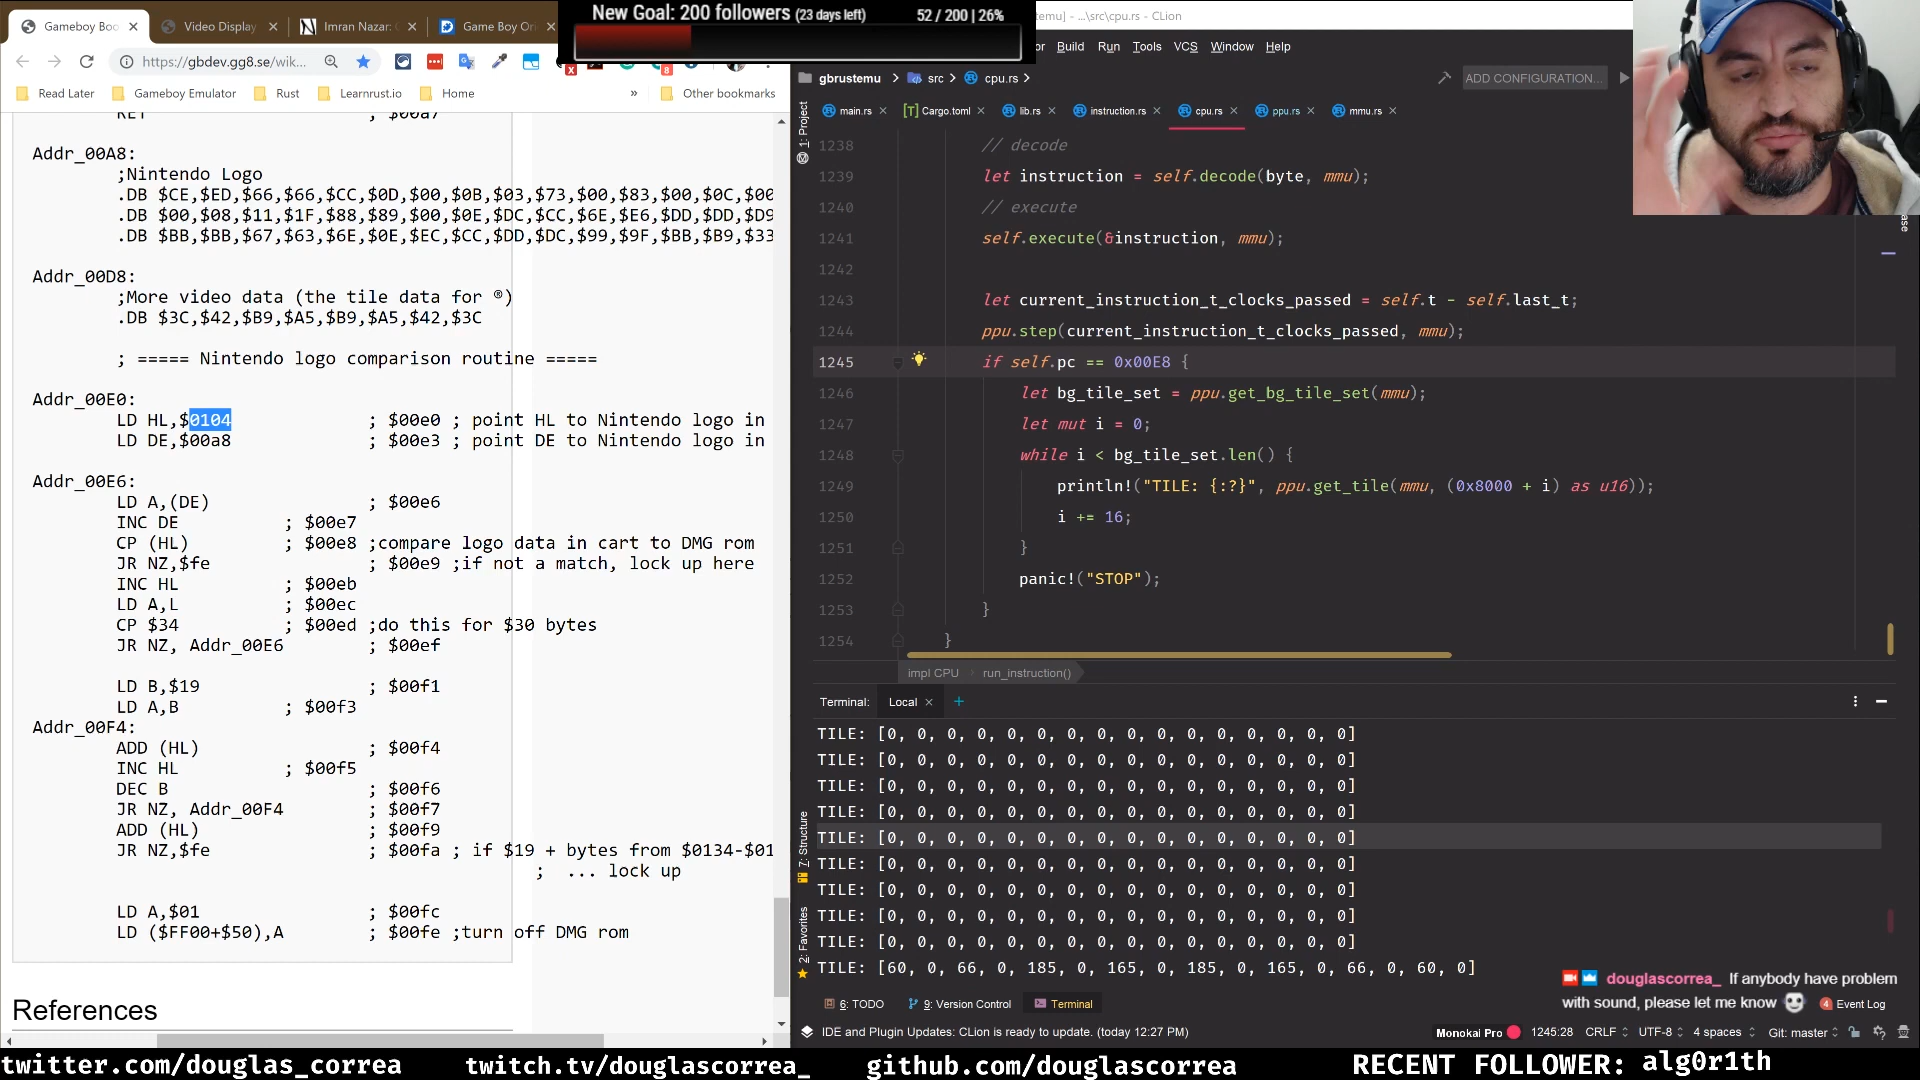 New Goal: 200 followers (23 days left) 52 / 200 | 26%
Gameboy Boo
Video Display
Imran Nazar:
Game Boy Ori
https://gbdev.gg8.se/wik...
Read Later
Gameboy Emulator
Rust
Learnrust.io
Home
»
Other bookmarks
RET ; $00a7
Addr_00A8:
;Nintendo Logo
.DB $CE,$ED,$66,$66,$CC,$0D,$00,$0B,$03,$73,$00,$83,$00,$0C,$00
.DB $00,$08,$11,$1F,$88,$89,$00,$0E,$DC,$CC,$6E,$E6,$DD,$DD,$D9
.DB $BB,$BB,$67,$63,$6E,$0E,$EC,$CC,$DD,$DC,$99,$9F,$BB,$B9,$33
Addr_00D8:
;More video data (the tile data for ®)
.DB $3C,$42,$B9,$A5,$B9,$A5,$42,$3C
; ===== Nintendo logo comparison routine =====
Addr_00E0:
LD HL,$0104 ; $00e0 ; point HL to Nintendo logo in
LD DE,$00a8 ; $00e3 ; point DE to Nintendo logo in
Addr_00E6:
LD A,(DE) ; $00e6
INC DE ; $00e7
CP (HL) ; $00e8 ;compare logo data in cart to DMG rom
JR NZ,$fe ; $00e9 ;if not a match, lock up here
INC HL ; $00eb
LD A,L ; $00ec
CP $34 ; $00ed ;do this for $30 bytes
JR NZ, Addr_00E6 ; $00ef
LD B,$19 ; $00f1
LD A,B ; $00f3
Addr_00F4:
ADD (HL) ; $00f4
INC HL ; $00f5
DEC B ; $00f6
JR NZ, Addr_00F4 ; $00f7
ADD (HL) ; $00f9
JR NZ,$fe ; $00fa ; if $19 + bytes from $0134-$01
; ... lock up
LD A,$01 ; $00fc
LD ($FF00+$50),A ; $00fe ;turn off DMG rom
References
temu] - ...\src\cpu.rs - CLion
or Build Run Tools VCS Window Help
gbrustemu > src > cpu.rs >
ADD CONFIGURATION...
main.rs
Cargo.toml
lib.rs
instruction.rs
cpu.rs
ppu.rs
mmu.rs
1: Project
1238 // decode
1239 let instruction = self.decode(byte, mmu);
1240 // execute
1241 self.execute(&instruction, mmu);
1242
1243 let current_instruction_t_clocks_passed = self.t - self.last_t;
1244 ppu.step(current_instruction_t_clocks_passed, mmu);
1245 if self.pc == 0x00E8 {
1246 let bg_tile_set = ppu.get_bg_tile_set(mmu);
1247 let mut i = 0;
1248 while i < bg_tile_set.len() {
1249 println!("TILE: {:?}", ppu.get_tile(mmu, (0x8000 + i) as u16));
1250 i += 16;
1251 }
1252 panic!("STOP");
1253 }
1254 }
impl CPU > run_instruction()
Terminal: Local +
TILE: [0, 0, 0, 0, 0, 0, 0, 0, 0, 0, 0, 0, 0, 0, 0, 0]
TILE: [0, 0, 0, 0, 0, 0, 0, 0, 0, 0, 0, 0, 0, 0, 0, 0]
TILE: [0, 0, 0, 0, 0, 0, 0, 0, 0, 0, 0, 0, 0, 0, 0, 0]
TILE: [0, 0, 0, 0, 0, 0, 0, 0, 0, 0, 0, 0, 0, 0, 0, 0]
TILE: [0, 0, 0, 0, 0, 0, 0, 0, 0, 0, 0, 0, 0, 0, 0, 0]
TILE: [0, 0, 0, 0, 0, 0, 0, 0, 0, 0, 0, 0, 0, 0, 0, 0]
TILE: [0, 0, 0, 0, 0, 0, 0, 0, 0, 0, 0, 0, 0, 0, 0, 0]
TILE: [0, 0, 0, 0, 0, 0, 0, 0, 0, 0, 0, 0, 0, 0, 0, 0]
TILE: [0, 0, 0, 0, 0, 0, 0, 0, 0, 0, 0, 0, 0, 0, 0, 0]
TILE: [60, 0, 66, 0, 185, 0, 165, 0, 185, 0, 165, 0, 66, 0, 60, 0]
7: Structure
2: Favorites
douglascorrea_ If anybody have problem
with sound, please let me know
4 Event Log
6: TODO
9: Version Control
Terminal
IDE and Plugin Updates: CLion is ready to update. (today 12:27 PM)
Monokai Pro
1245:28 CRLF UTF-8 4 spaces Git: master
twitter.com/douglas_correa
twitch.tv/douglascorrea_
github.com/douglascorrea
RECENT FOLLOWER: alg0r1th